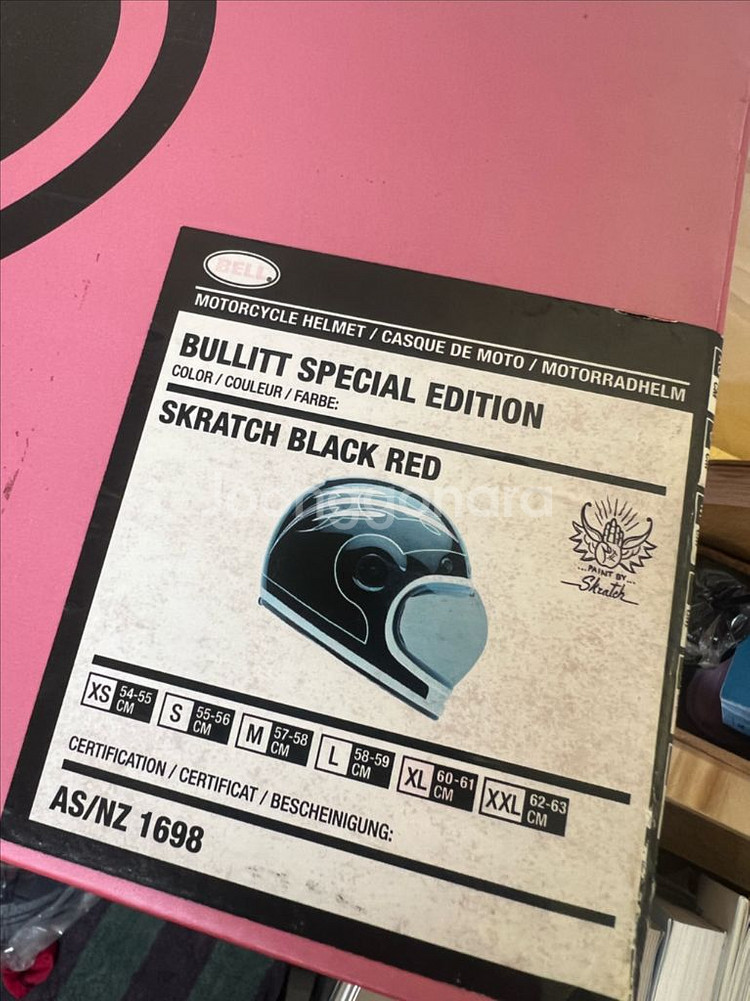 BELL
MOTORCYCLE HELMET / CASQUE DE MOTO / MOTORRADHELM
BULLITT SPECIAL EDITION
COLOR / COULEUR / FARBE:
SKRATCH BLACK RED
Joonggonara
...PAINT BY...
Skratch
XS 54-55 CM S 55-56 CM M 57-58 CM L 58-59 CM XL 60-61 CM XXL 62-63 CM
CERTIFICATION / CERTIFICAT / BESCHEINIGUNG:
AS/NZ 1698